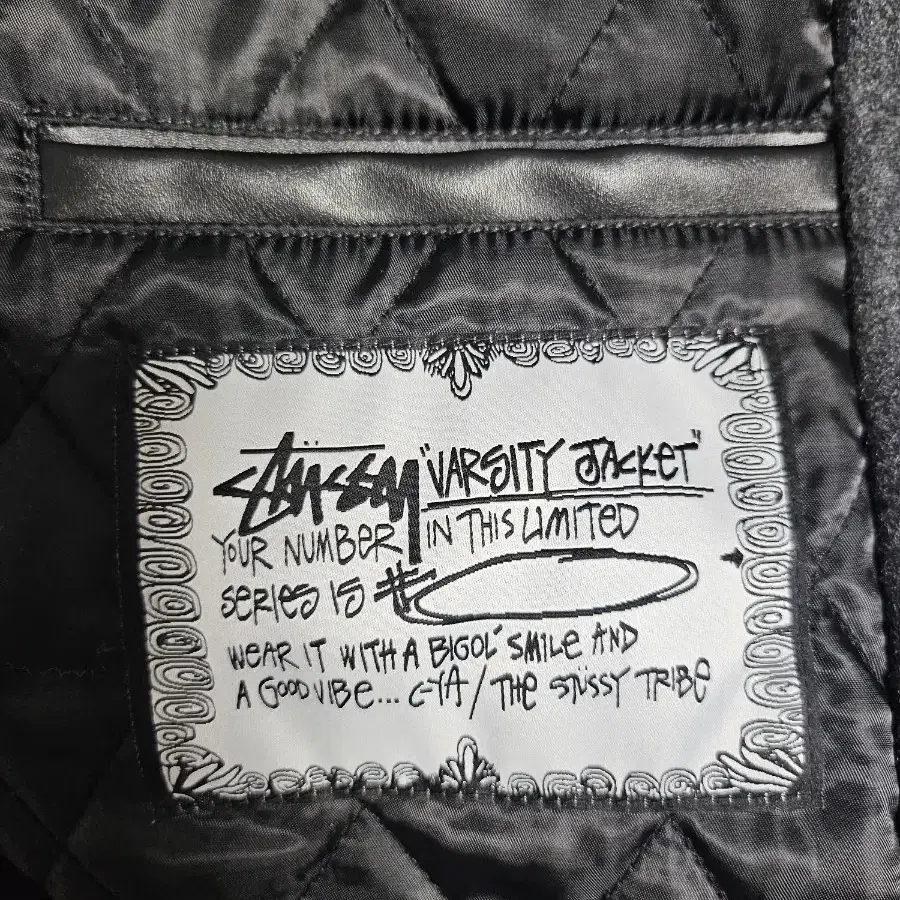 STÜSSY "VARSITY JACKET"
YOUR NUMBER IN THIS LIMITED
SERIES IS #
WEAR IT WITH A BIG OL' SMILE AND
A GOOD VIBE... C-YA / THE STÜSSY TRIBE